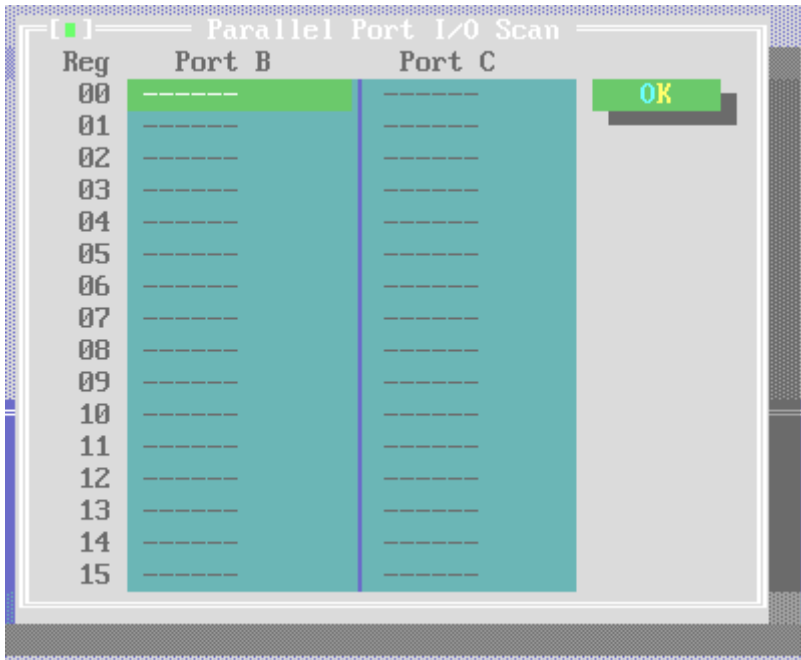 [■] Parallel Port I/O Scan
Reg Port B Port C
00 ------ ------ OK
01 ------ ------
02 ------ ------
03 ------ ------
04 ------ ------
05 ------ ------
06 ------ ------
07 ------ ------
08 ------ ------
09 ------ ------
10 ------ ------
11 ------ ------
12 ------ ------
13 ------ ------
14 ------ ------
15 ------ ------